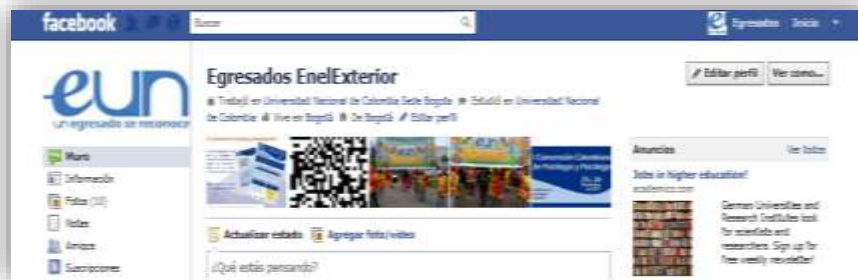 facebook
Buscar
Egresados Inicio
eun
un egresado se reconoce
Egresados EnelExterior
Editar perfil Ver como...
Trabajó en Universidad Nacional de Colombia Sede Bogotá Estudió en Universidad Nacional
de Colombia Vive en Bogotá De Bogotá Editar perfil
Muro
Información
Fotos (10)
Notas
Amigos
Suscripciones
Actualizar estado Agregar foto/video
¿Qué estás pensando?
Anuncios Ver todos
Jobs in higher education!
academics.com
German Universities and
Research Institutes look
for scientists and
researchers. Sign up for
free weekly newsletter!